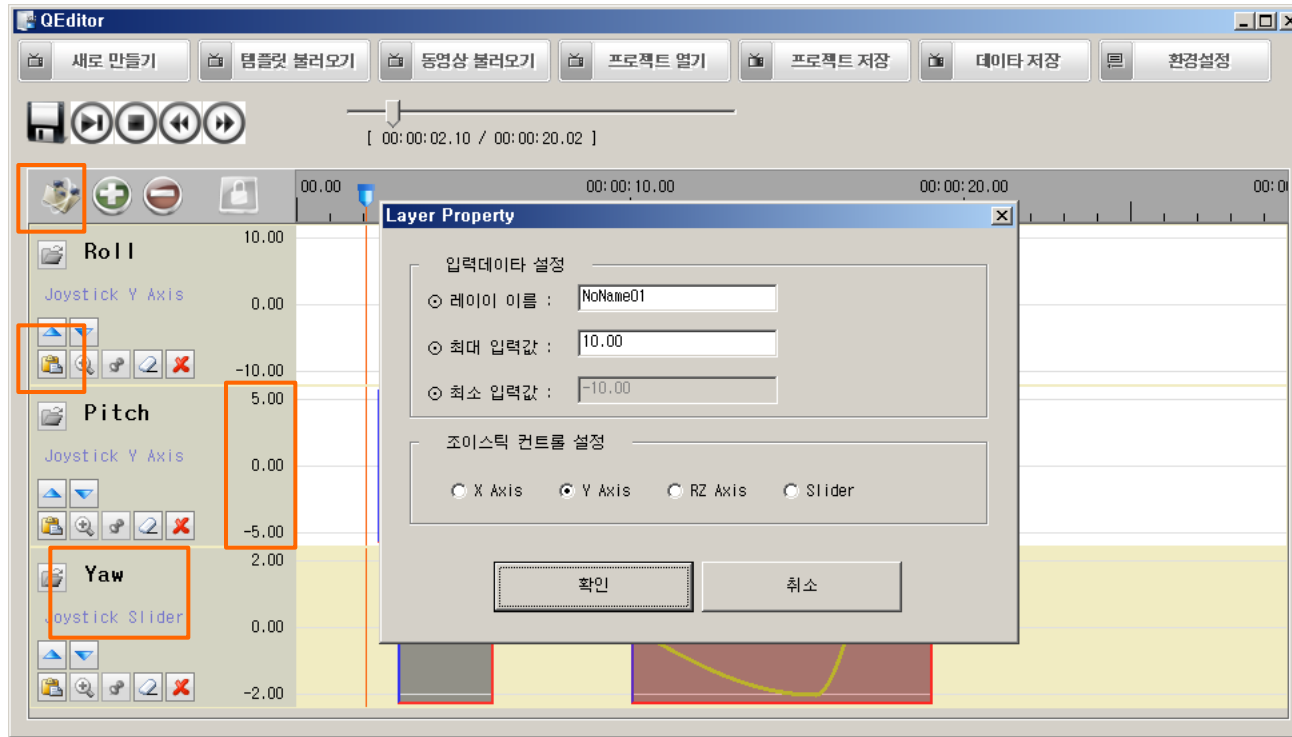 QEditor
새로 만들기 템플릿 불러오기 동영상 불러오기 프로젝트 열기 프로젝트 저장 데이타 저장 환경설정
[ 00:00:02.10 / 00:00:20.02 ]
00.00 00:00:10.00 00:00:20.00 00:0
Layer Property
입력데이타 설정
레이이 이름 : NoName01
최대 입력값 : 10.00
최소 입력값 : -10.00
조이스틱 컨트롤 설정
X Axis Y Axis RZ Axis Slider
확인 취소
Roll 10.00
Joystick Y Axis 0.00
-10.00
Pitch 5.00
Joystick Y Axis 0.00
-5.00
Yaw 2.00
Joystick Slider 0.00
-2.00